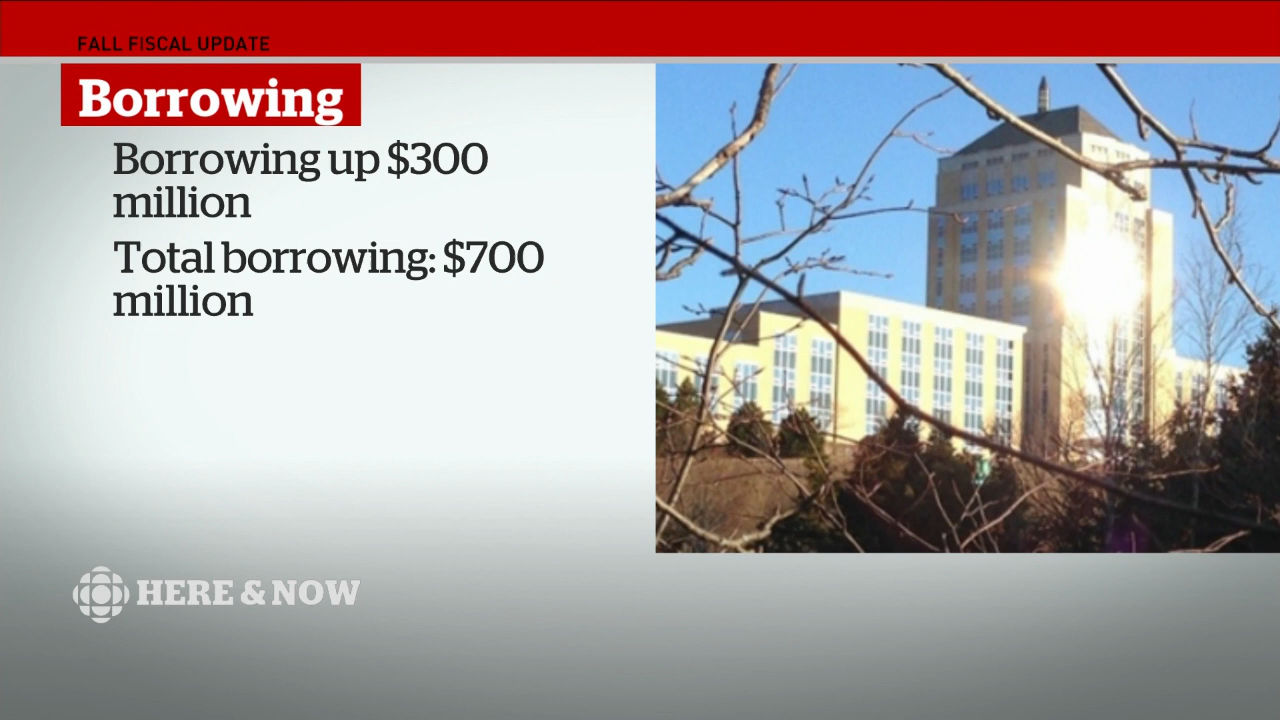 FALL FISCAL UPDATE
Borrowing
Borrowing up $300
million
Total borrowing: $700
million
HERE & NOW